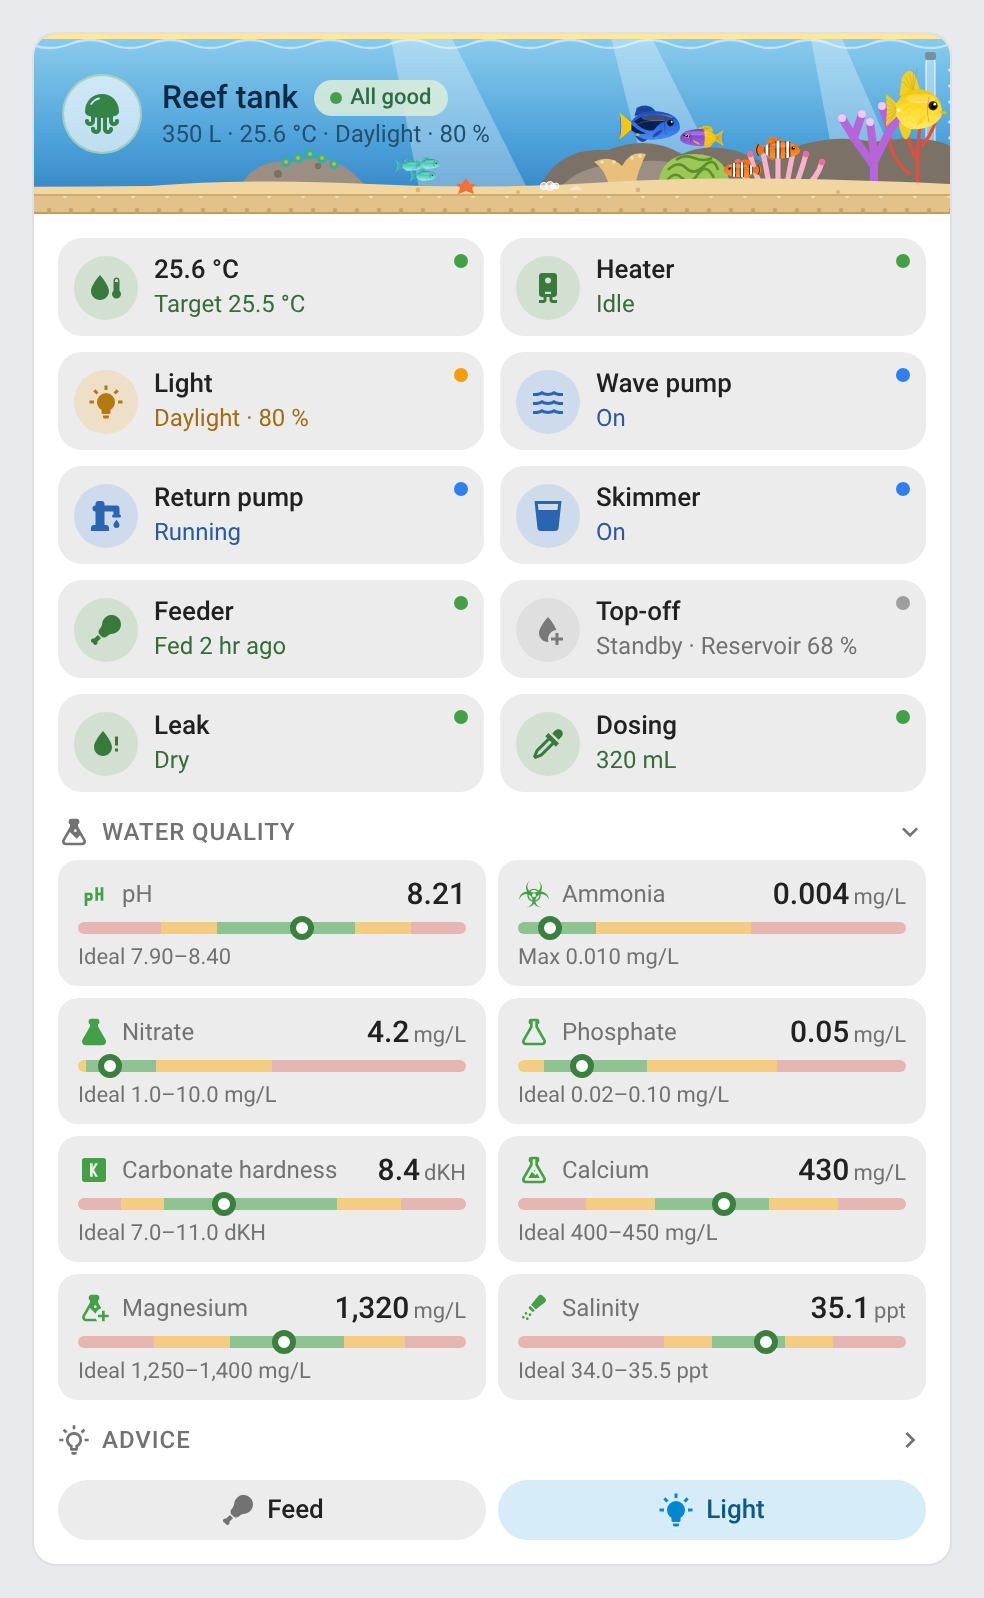 Reef tank
All good
350 L · 25.6 °C · Daylight · 80 %
25.6 °C
Target 25.5 °C
Heater
Idle
Light
Daylight · 80 %
Wave pump
On
Return pump
Running
Skimmer
On
Feeder
Fed 2 hr ago
Top-off
Standby · Reservoir 68 %
Leak
Dry
Dosing
320 mL
WATER QUALITY
pH pH 8.21
Ideal 7.90–8.40
Ammonia 0.004 mg/L
Max 0.010 mg/L
Nitrate 4.2 mg/L
Ideal 1.0–10.0 mg/L
Phosphate 0.05 mg/L
Ideal 0.02–0.10 mg/L
K Carbonate hardness 8.4 dKH
Ideal 7.0–11.0 dKH
Calcium 430 mg/L
Ideal 400–450 mg/L
Magnesium 1,320 mg/L
Ideal 1,250–1,400 mg/L
Salinity 35.1 ppt
Ideal 34.0–35.5 ppt
ADVICE
Feed
Light